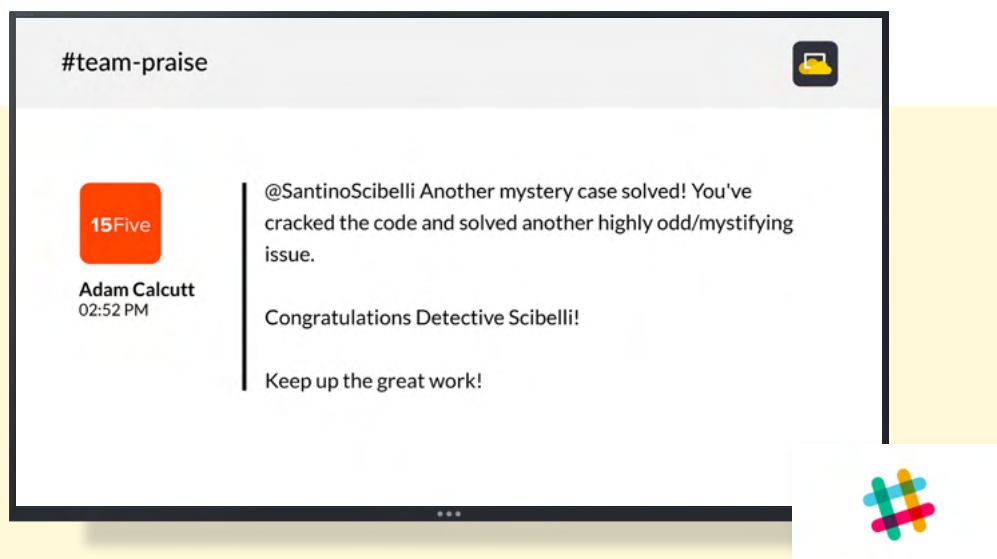 #team-praise
@SantinoScibelli Another mystery case solved! You've
cracked the code and solved another highly odd/mystifying
issue.
Congratulations Detective Scibelli!
Keep up the great work!
15Five
Adam Calcutt
02:52 PM